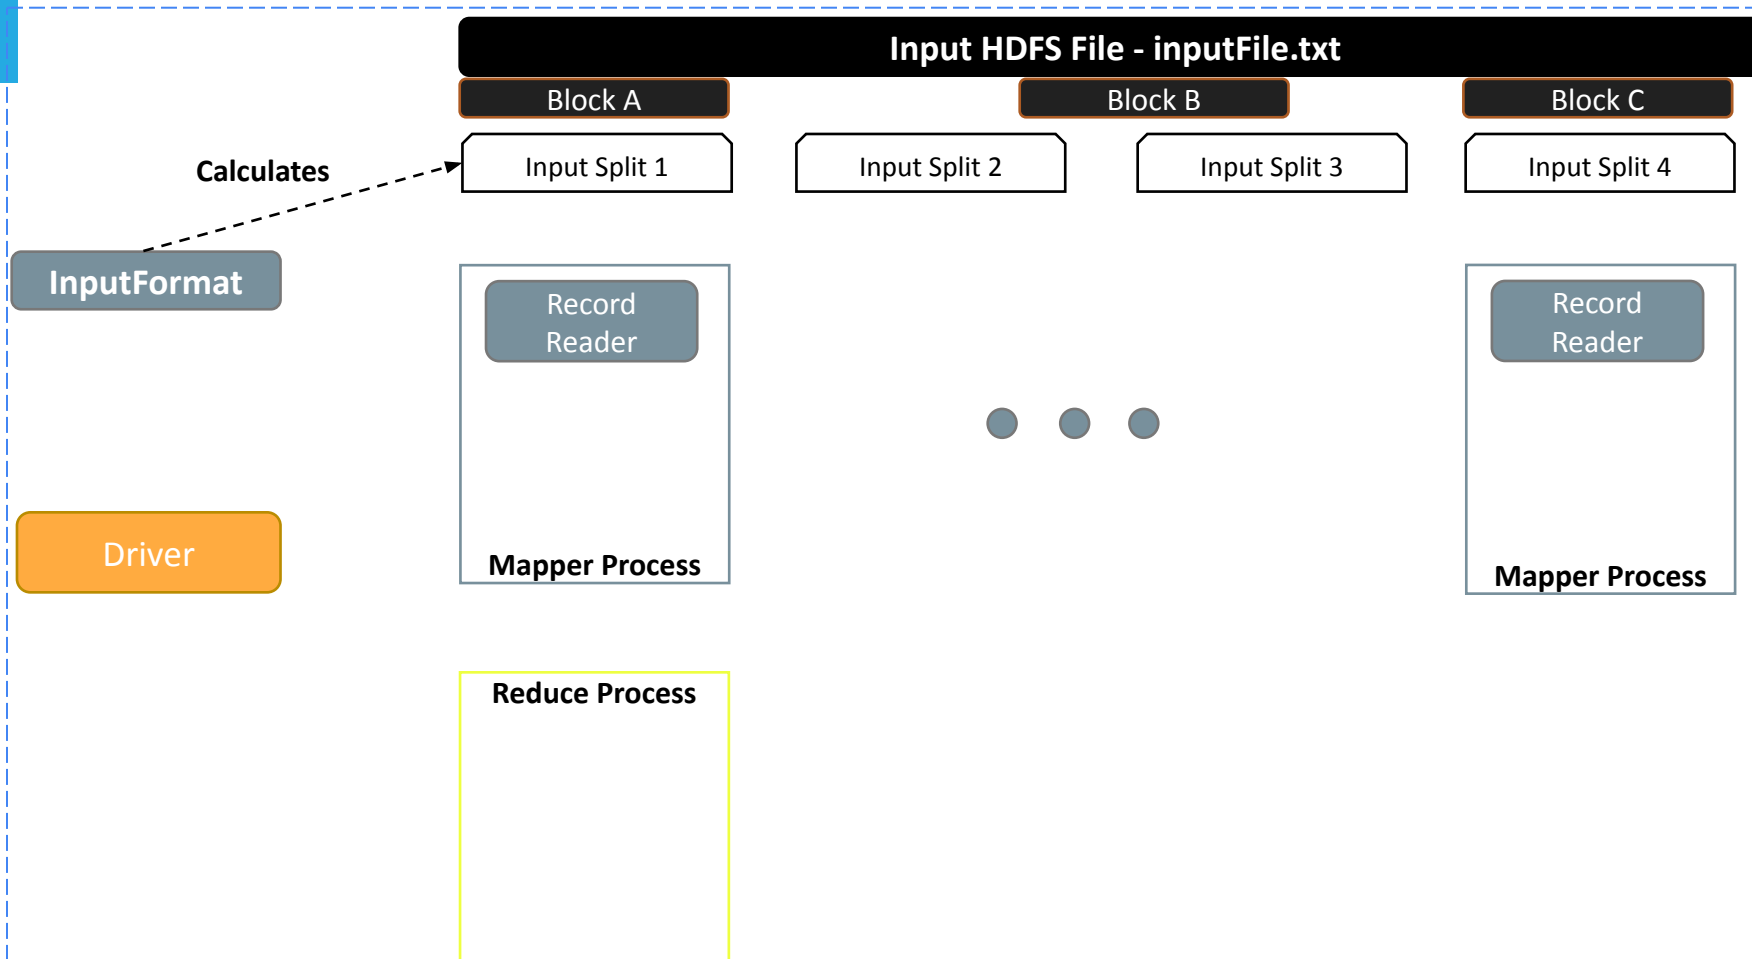 Input HDFS File - inputFile.txt
Block A
Block B
Block C
Calculates
Input Split 1
Input Split 2
Input Split 3
Input Split 4
InputFormat
Record
Reader
Record
Reader
Driver
Mapper Process
Mapper Process
Reduce Process